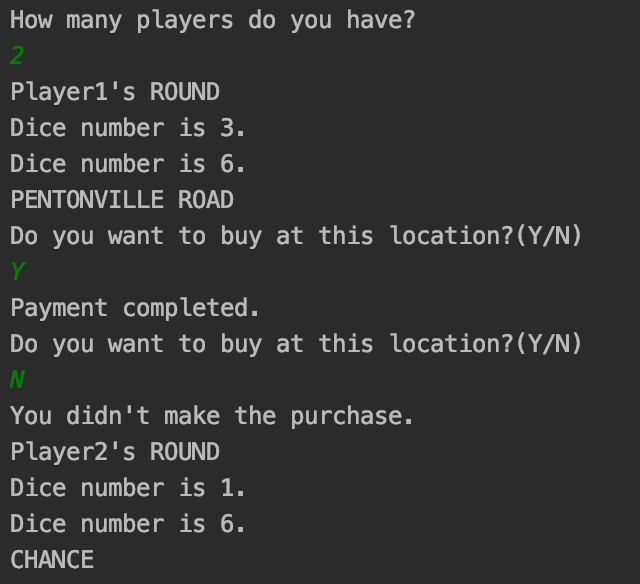 How many players do you have?
2
Player1's ROUND
Dice number is 3.
Dice number is 6.
PENTONVILLE ROAD
Do you want to buy at this location?(Y/N)
Y
Payment completed.
Do you want to buy at this location?(Y/N)
N
You didn't make the purchase.
Player2's ROUND
Dice number is 1.
Dice number is 6.
CHANCE